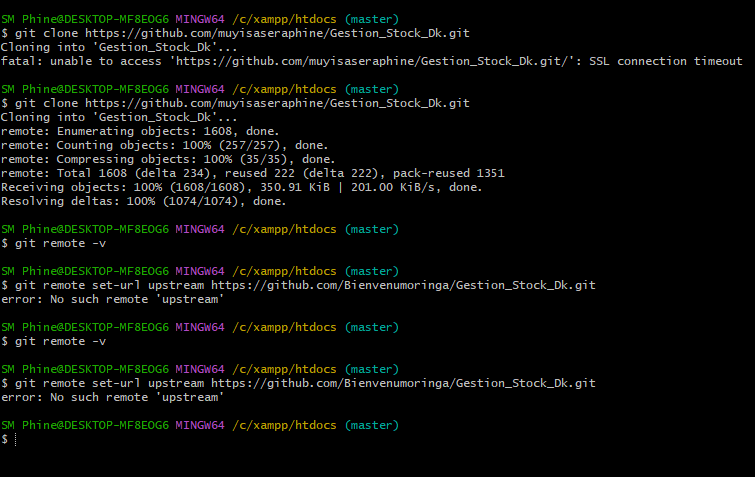 SM Phine@DESKTOP-MF8EOG6 MINGW64 /c/xampp/htdocs (master)
$ git clone https://github.com/muyisaseraphine/Gestion_Stock_Dk.git
Cloning into 'Gestion_Stock_Dk'...
fatal: unable to access 'https://github.com/muyisaseraphine/Gestion_Stock_Dk.git/': SSL connection timeout
SM Phine@DESKTOP-MF8EOG6 MINGW64 /c/xampp/htdocs (master)
$ git clone https://github.com/muyisaseraphine/Gestion_Stock_Dk.git
Cloning into 'Gestion_Stock_Dk'...
remote: Enumerating objects: 1608, done.
remote: Counting objects: 100% (257/257), done.
remote: Compressing objects: 100% (35/35), done.
remote: Total 1608 (delta 234), reused 222 (delta 222), pack-reused 1351
Receiving objects: 100% (1608/1608), 350.91 KiB | 201.00 KiB/s, done.
Resolving deltas: 100% (1074/1074), done.
SM Phine@DESKTOP-MF8EOG6 MINGW64 /c/xampp/htdocs (master)
$ git remote -v
SM Phine@DESKTOP-MF8EOG6 MINGW64 /c/xampp/htdocs (master)
$ git remote set-url upstream https://github.com/Bienvenumoringa/Gestion_Stock_Dk.git
error: No such remote 'upstream'
SM Phine@DESKTOP-MF8EOG6 MINGW64 /c/xampp/htdocs (master)
$ git remote -v
SM Phine@DESKTOP-MF8EOG6 MINGW64 /c/xampp/htdocs (master)
$ git remote set-url upstream https://github.com/Bienvenumoringa/Gestion_Stock_Dk.git
error: No such remote 'upstream'
SM Phine@DESKTOP-MF8EOG6 MINGW64 /c/xampp/htdocs (master)
$